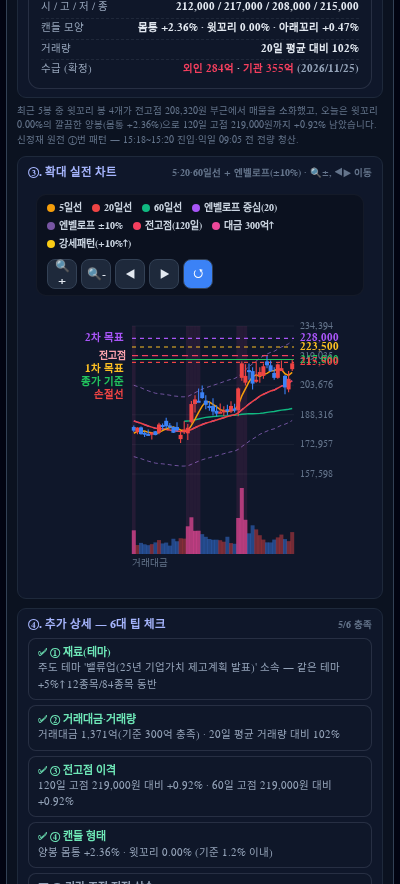 시 / 고 / 저 / 종 212,000 / 217,000 / 208,000 / 215,000
캔들 모양 몸통 +2.36% · 윗꼬리 0.00% · 아래꼬리 +0.47%
거래량 20일 평균 대비 102%
수급 (확정) 외인 284억 · 기관 355억 (2026/11/25)
최근 5봉 중 윗꼬리 봉 4개가 전고점 208,320원 부근에서 매물을 소화했고, 오늘은 윗꼬리
0.00%의 깔끔한 양봉(몸통 +2.36%)으로 120일 고점 219,000원까지 +0.92% 남았습니다.
신정재 원전 ①번 패턴 — 15:18~15:20 진입·익일 09:05 전 전량 청산.
③. 확대 실전 차트 5·20·60일선 + 엔벨로프(±10%) · 🔍±, ◀▶ 이동
5일선 20일선 60일선 엔벨로프 중심(20)
엔벨로프 ±10% 전고점(120일) 대금 300억↑
강세패턴(+10%↑)
🔍+ 🔍- ◀ ▶ ↺
234,394
2차 목표 228,000
223,500
전고점
1차 목표
종가 기준
손절선
203,676
188,316
172,957
157,598
거래대금
④. 추가 상세 — 6대 팁 체크 5/6 충족
✅ ① 재료(테마)
주도 테마 '밸류업(25년 기업가치 제고계획 발표)' 소속 — 같은 테마
+5%↑12종목/84종목 동반
✅ ② 거래대금·거래량
거래대금 1,371억(기준 300억 충족) · 20일 평균 거래량 대비 102%
✅ ③ 전고점 이격
120일 고점 219,000원 대비 +0.92% · 60일 고점 219,000원 대비
+0.92%
✅ ④ 캔들 형태
양봉 몸통 +2.36% · 윗꼬리 0.00% (기준 1.2% 이내)